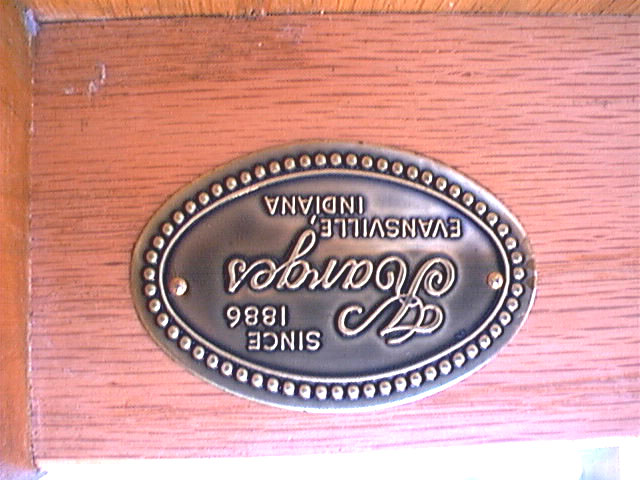 SINCE
1886
Karges
EVANSVILLE,
INDIANA